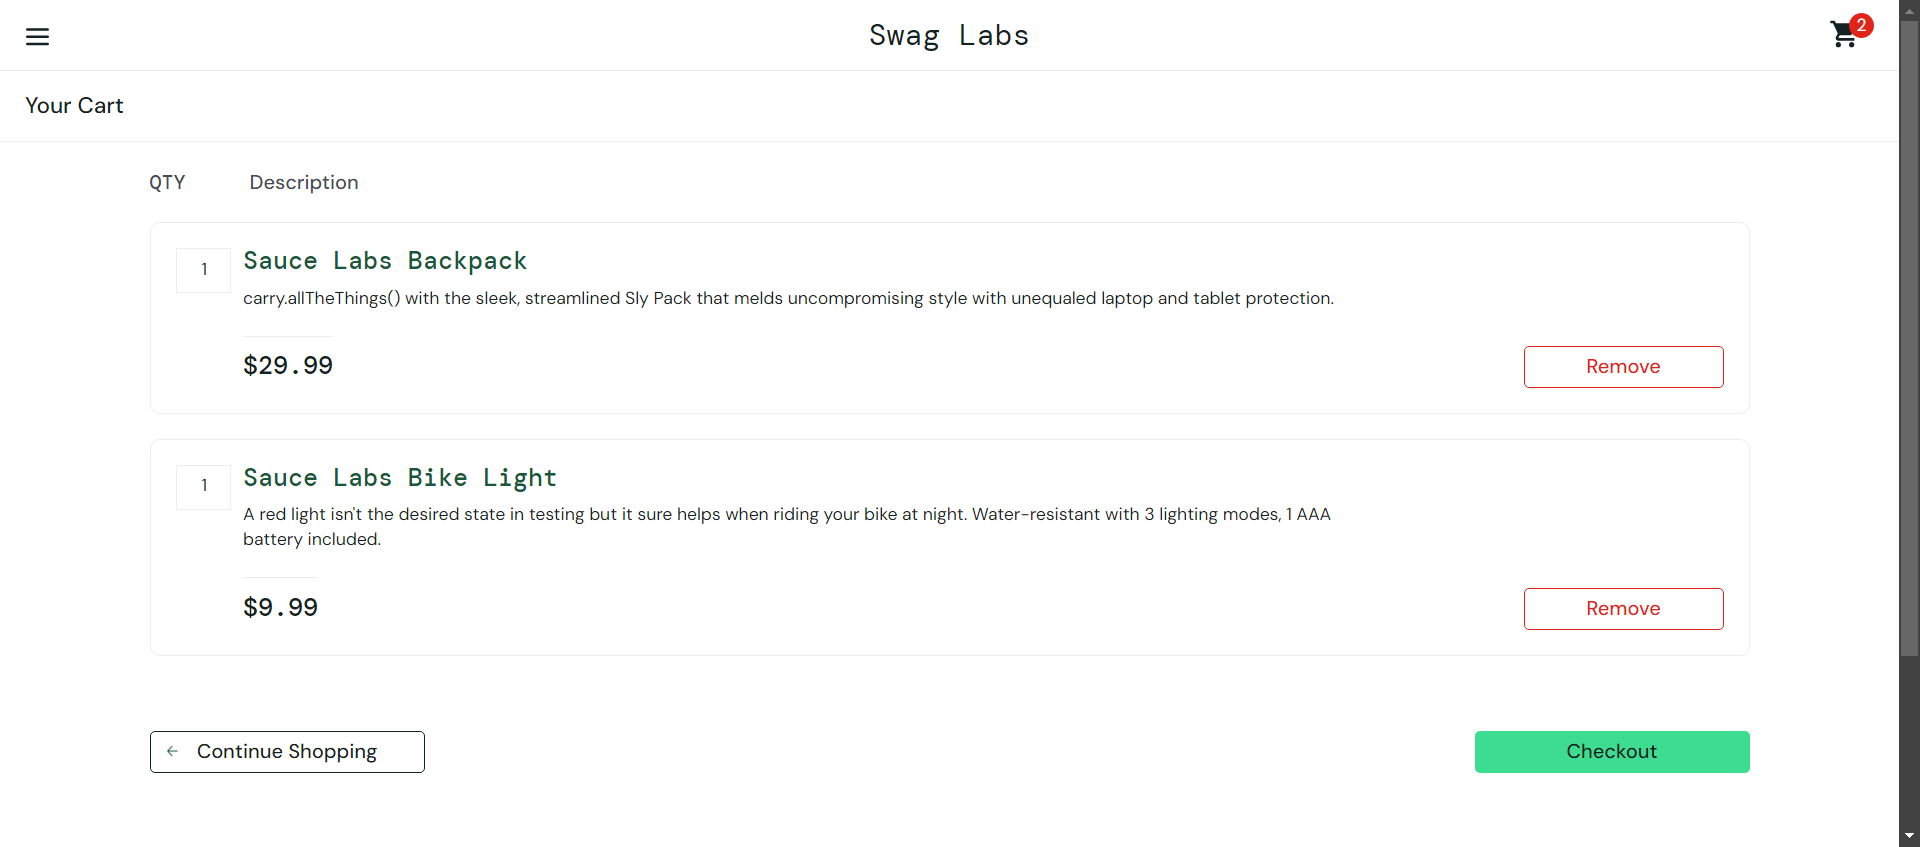 Swag Labs
2
Your Cart
QTY Description
1
Sauce Labs Backpack
carry.allTheThings() with the sleek, streamlined Sly Pack that melds uncompromising style with unequaled laptop and tablet protection.
$29.99
Remove
1
Sauce Labs Bike Light
A red light isn't the desired state in testing but it sure helps when riding your bike at night. Water-resistant with 3 lighting modes, 1 AAA
battery included.
$9.99
Remove
Continue Shopping
Checkout